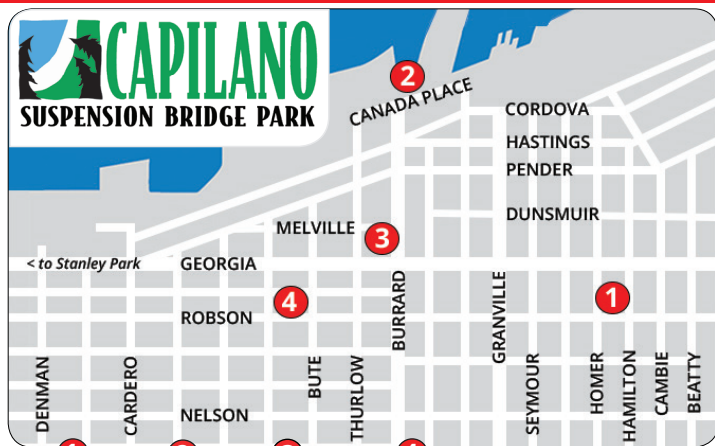 CAPILANO
SUSPENSION BRIDGE PARK
2
CANADA PLACE
CORDOVA
HASTINGS
PENDER
DUNSMUIR
MELVILLE
3
< to Stanley Park
GEORGIA
4
1
ROBSON
BURRARD
GRANVILLE
DENMAN
CARDERO
BUTE
THURLOW
SEYMOUR
HOMER
HAMILTON
CAMBIE
BEATTY
NELSON